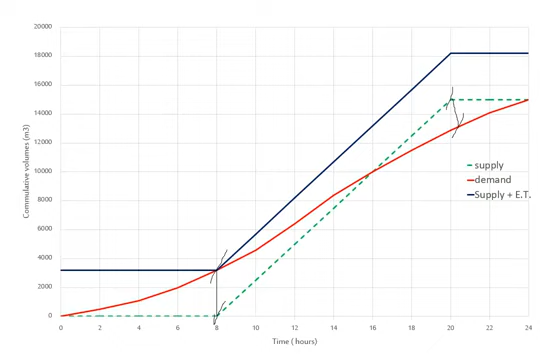 20000
18000
16000
14000
12000
10000
8000
6000
4000
2000
0
Commulative volumes (m3)
0 2 4 6 8 10 12 14 16 18 20 22 24
Time ( hours)
supply
demand
Supply + E.T.